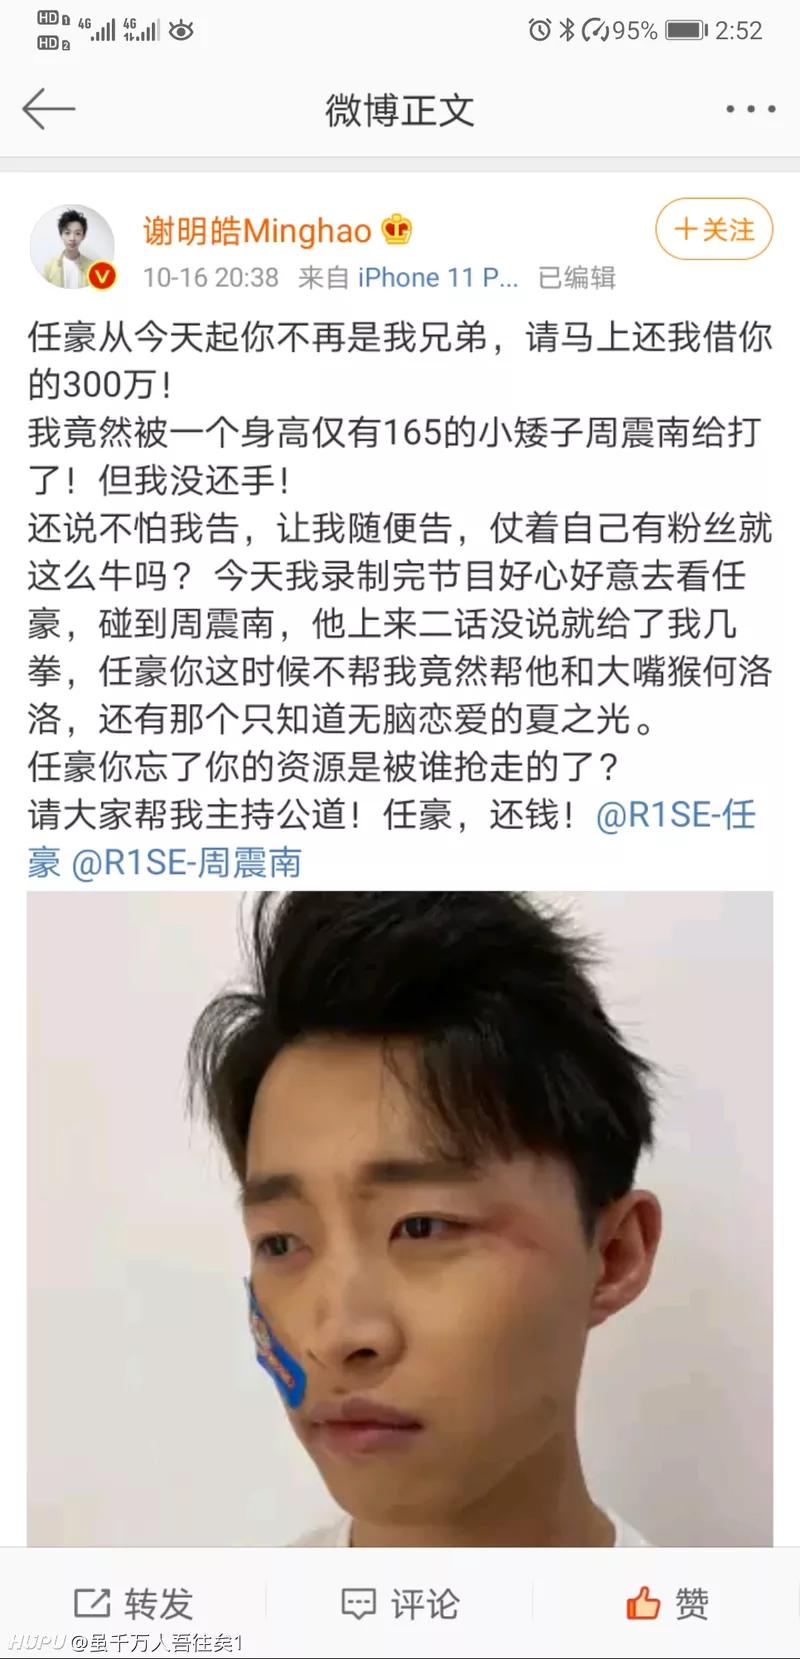 HD 1 4G 4G 95% 2:52
HD 2
微博正文
谢明皓Minghao
+关注
10-16 20:38 来自 iPhone 11 P... 已编辑
任豪从今天起你不再是我兄弟，请马上还我借你
的300万！
我竟然被一个身高仅有165的小矮子周震南给打
了！但我没还手！
还说不怕我告，让我随便告，仗着自己有粉丝就
这么牛吗？ 今天我录制完节目好心好意去看任
豪，碰到周震南，他上来二话没说就给了我几
拳，任豪你这时候不帮我竟然帮他和大嘴猴何洛
洛，还有那个只知道无脑恋爱的夏之光。
任豪你忘了你的资源是被谁抢走的了？
请大家帮我主持公道！任豪，还钱！@R1SE-任
豪 @R1SE-周震南
转发 评论 赞
HUPU @虽千万人吾往矣1